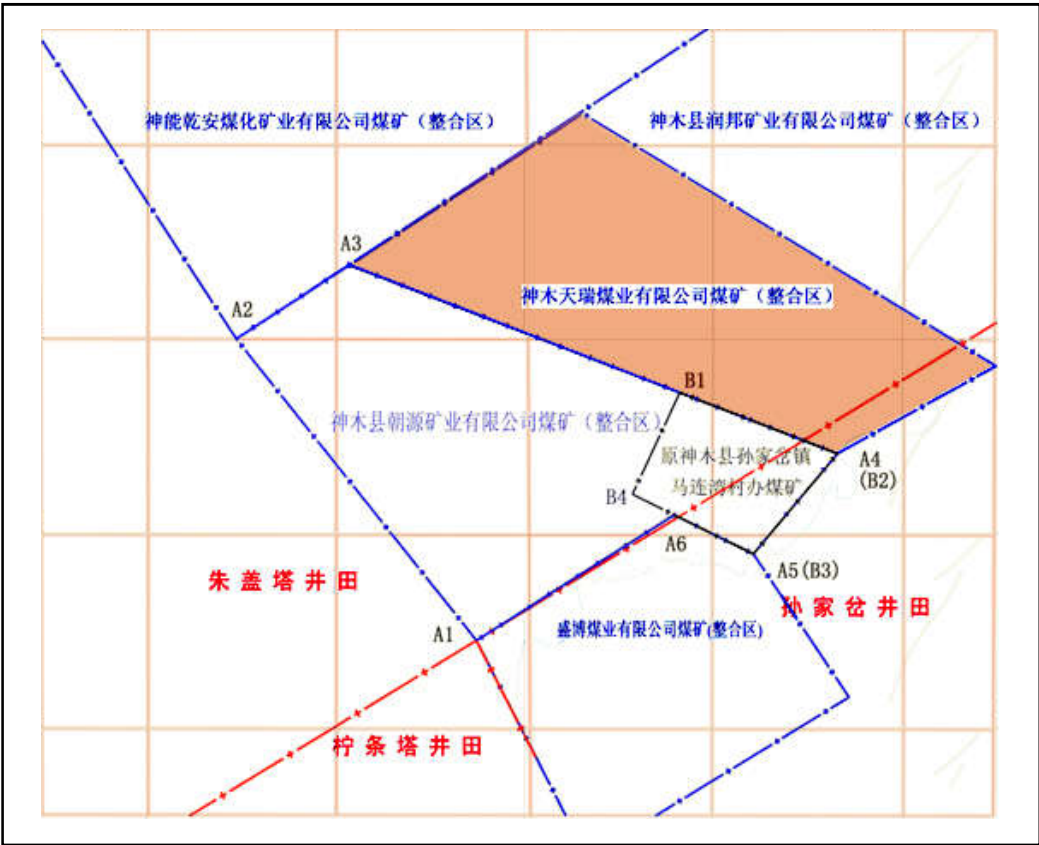 神能乾安煤化矿业有限公司煤矿（整合区）
神木县润邦矿业有限公司煤矿（整合区）
A3
神木天瑞煤业有限公司煤矿（整合区）
A2
B1
神木县朝源矿业有限公司煤矿（整合区）
原神木县孙家岔镇
马连湾村办煤矿
A4
(B2)
B4
A6
A5(B3)
朱盖塔井田
孙家岔井田
A1
盛博煤业有限公司煤矿(整合区)
柠条塔井田